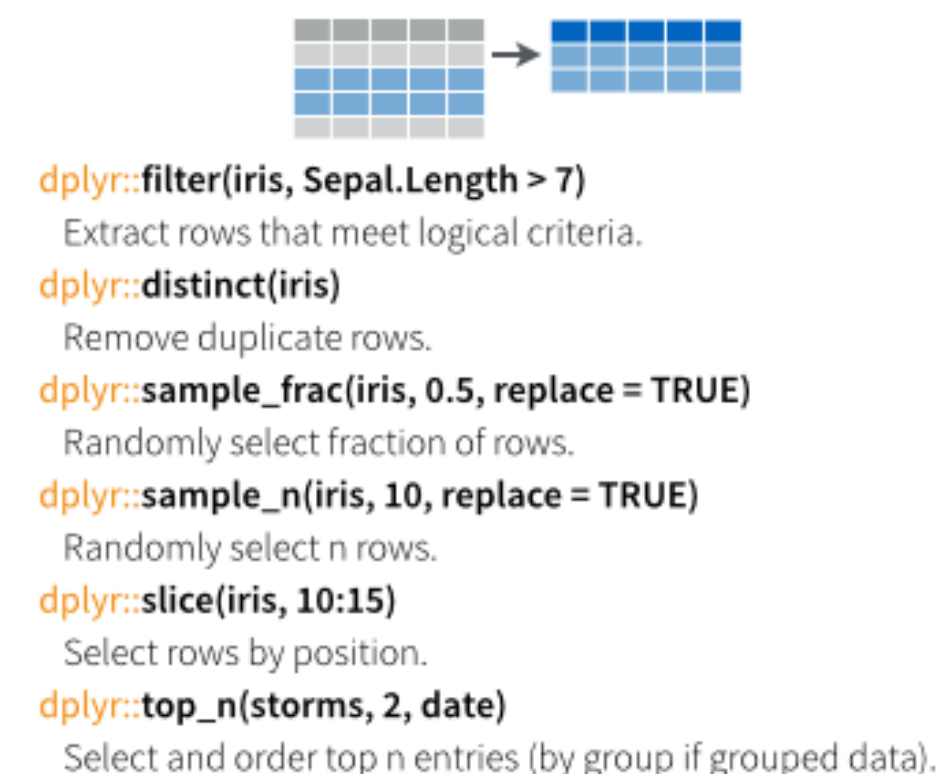 dplyr::filter(iris, Sepal.Length > 7)
Extract rows that meet logical criteria.
dplyr::distinct(iris)
Remove duplicate rows.
dplyr::sample_frac(iris, 0.5, replace = TRUE)
Randomly select fraction of rows.
dplyr::sample_n(iris, 10, replace = TRUE)
Randomly select n rows.
dplyr::slice(iris, 10:15)
Select rows by position.
dplyr::top_n(storms, 2, date)
Select and order top n entries (by group if grouped data).